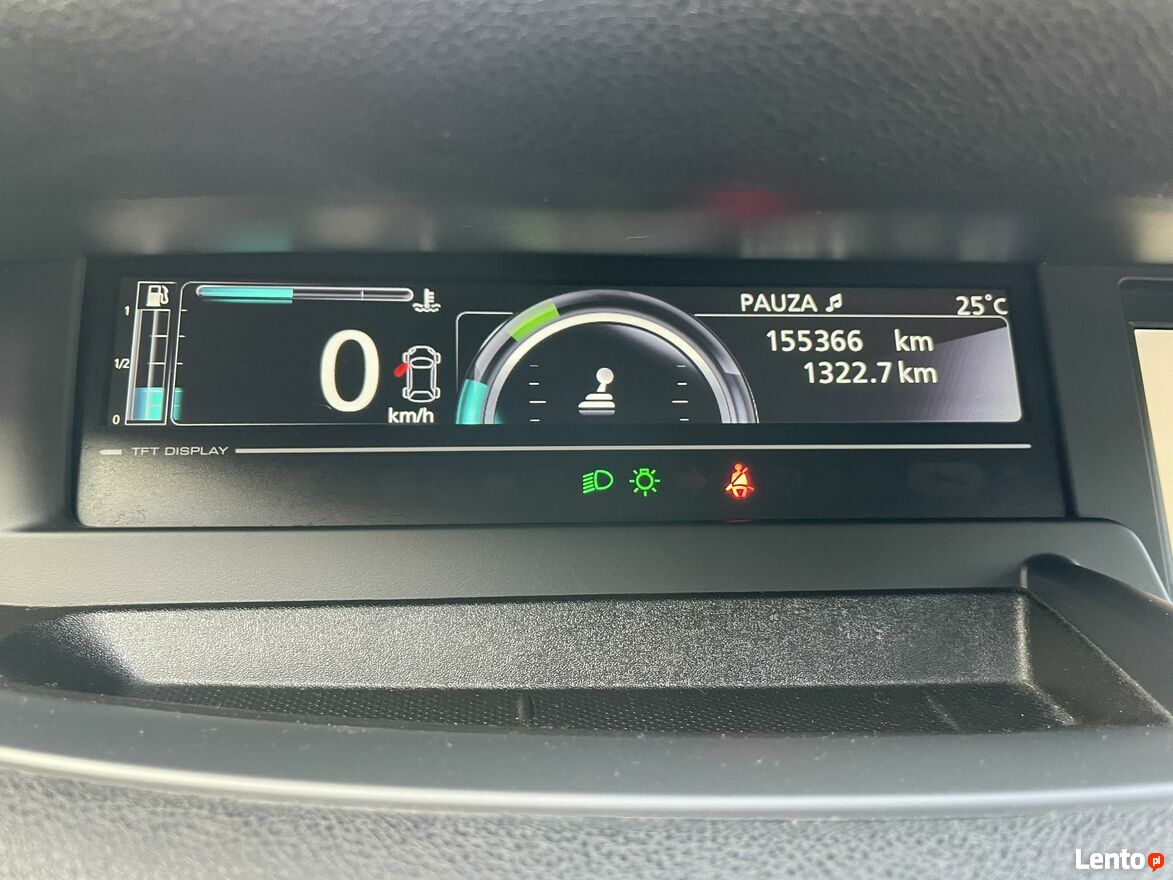 PAUZA 25°C
1
155366 km
1/2
0
1322.7 km
km/h
0
TFT DISPLAY
Lento pl